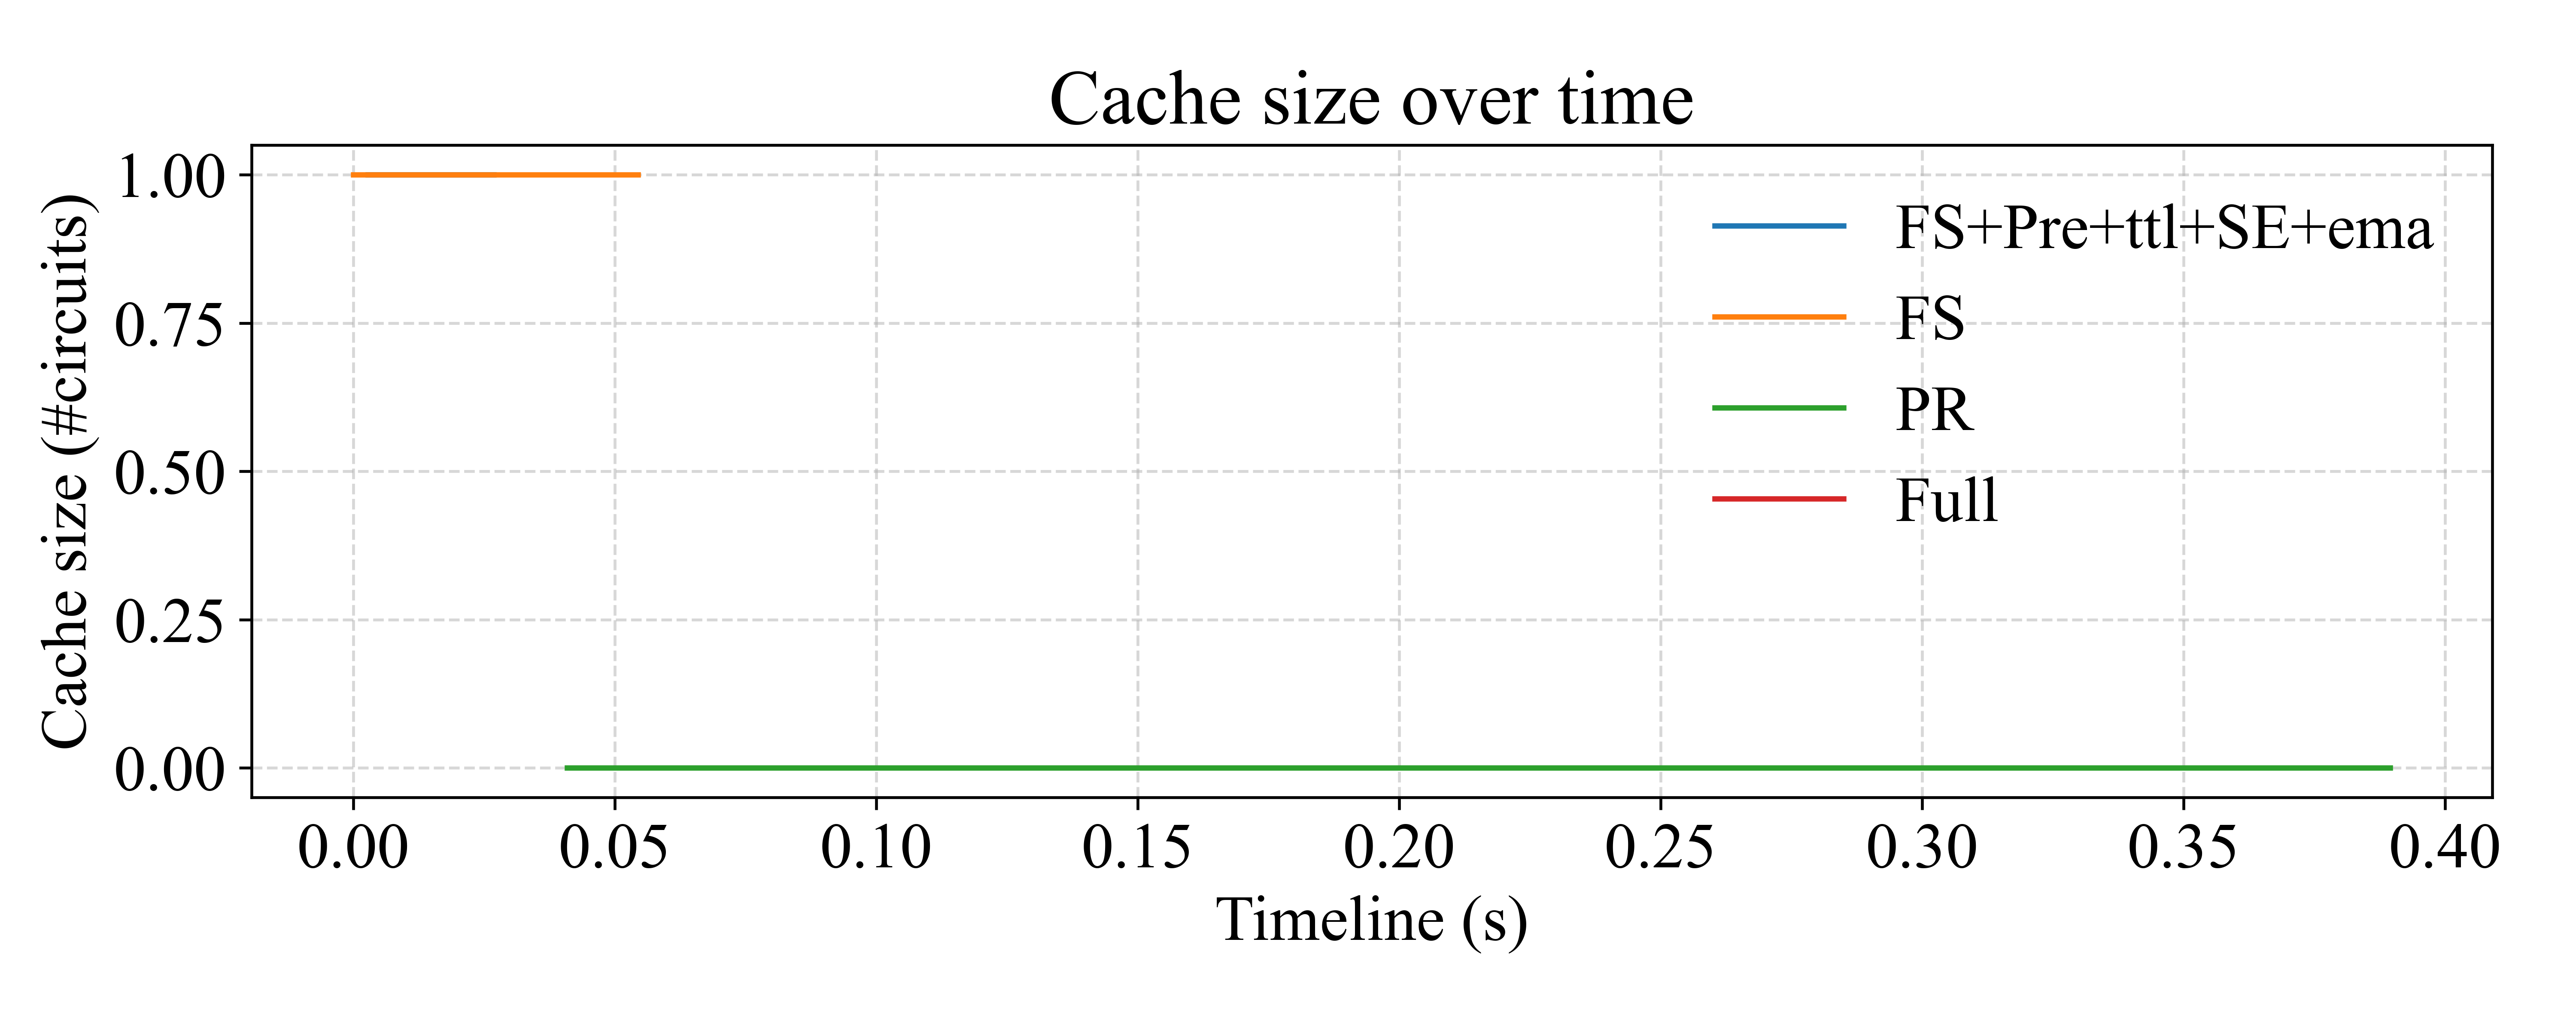 Cache size over time
Cache size (#circuits)
1.00
0.75
0.50
0.25
0.00
FS+Pre+ttl+SE+ema
FS
PR
Full
0.00 0.05 0.10 0.15 0.20 0.25 0.30 0.35 0.40
Timeline (s)